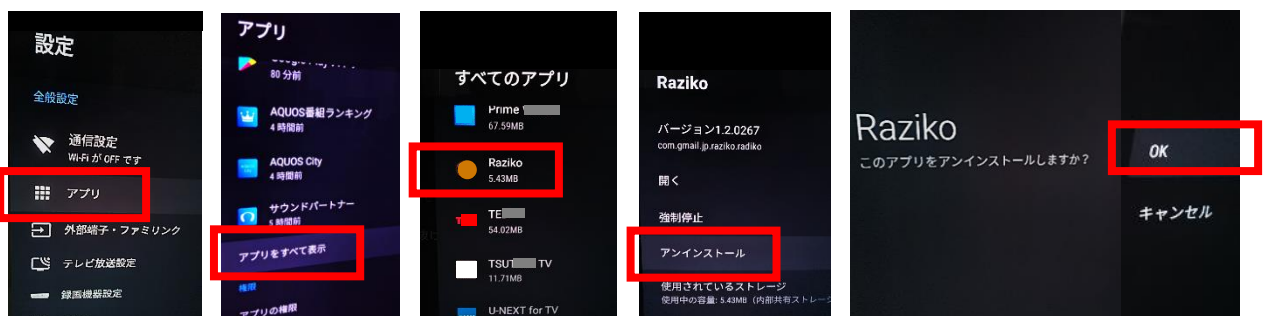 設定
全般設定
通信設定
Wi-Fi が OFF です
アプリ
外部端子・ファミリンク
テレビ放送設定
録画機器設定
アプリ
80 分前
AQUOS番組ランキング
4 時間前
AQUOS City
4 時間前
サウンドパートナー
5 時間前
アプリをすべて表示
権限
アプリの権限
すべてのアプリ
Prime
67.59MB
Raziko
5.43MB
TE
54.02MB
TSUT TV
11.71MB
U-NEXT for TV
Raziko
バージョン1.2.0267
com.gmail.jp.raziko.radiko
開く
強制停止
アンインストール
使用されているストレージ
使用中の容量: 5.43MB（内部共有ストレージ
Raziko
このアプリをアンインストールしますか？
OK
キャンセル